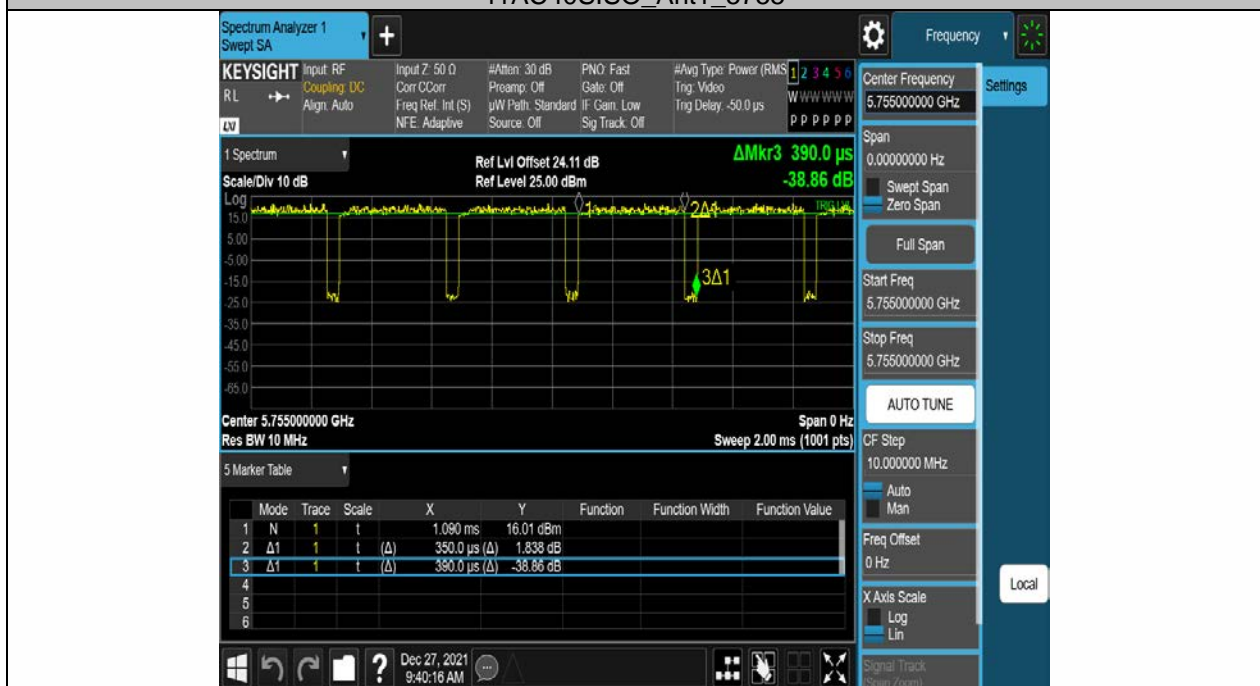 11AC40SISO_Ant1_5755
Spectrum Analyzer 1
Swept SA
+
Frequency
KEYSIGHT
RL
LXI
Input: RF
Coupling: DC
Align: Auto
Input Z: 50 Ω
Corr CCorr
Freq Ref: Int (S)
NFE: Adaptive
#Atten: 30 dB
Preamp: Off
µW Path: Standard
Source: Off
PNO: Fast
Gate: Off
IF Gain: Low
Sig Track: Off
#Avg Type: Power (RMS
Trig: Video
Trig Delay: -50.0 µs
1 2 3 4 5 6
W W W W W W
P P P P P P
1 Spectrum
Scale/Div 10 dB
Ref Lvl Offset 24.11 dB
Ref Level 25.00 dBm
ΔMkr3 390.0 µs
-38.86 dB
Log
15.0
5.00
-5.00
-15.0
-25.0
-35.0
-45.0
-55.0
-65.0
1
2Δ1
TRIG LVL
3Δ1
Center 5.755000000 GHz
Res BW 10 MHz
Span 0 Hz
Sweep 2.00 ms (1001 pts)
5 Marker Table
Mode Trace Scale X Y Function Function Width Function Value
1 N 1 t 1.090 ms 16.01 dBm
2 Δ1 1 t (Δ) 350.0 µs (Δ) 1.838 dB
3 Δ1 1 t (Δ) 390.0 µs (Δ) -38.86 dB
4
5
6
Dec 27, 2021
9:40:16 AM
?
Center Frequency
5.755000000 GHz
Settings
Span
0.00000000 Hz
Swept Span
Zero Span
Full Span
Start Freq
5.755000000 GHz
Stop Freq
5.755000000 GHz
AUTO TUNE
CF Step
10.000000 MHz
Auto
Man
Freq Offset
0 Hz
Local
X Axis Scale
Log
Lin
Signal Track
(Span Zoom)